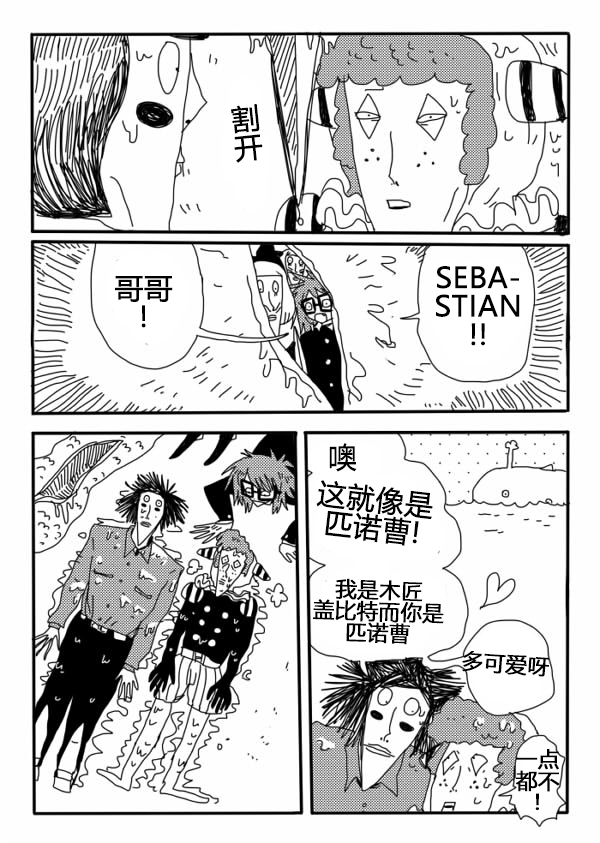 割
开
哥哥
!
SEBA-
STIAN
!!
噢
这就像是
匹诺曹!
我是木匠
盖比特而你是
匹诺曹
多可爱呀
一点
都不
!